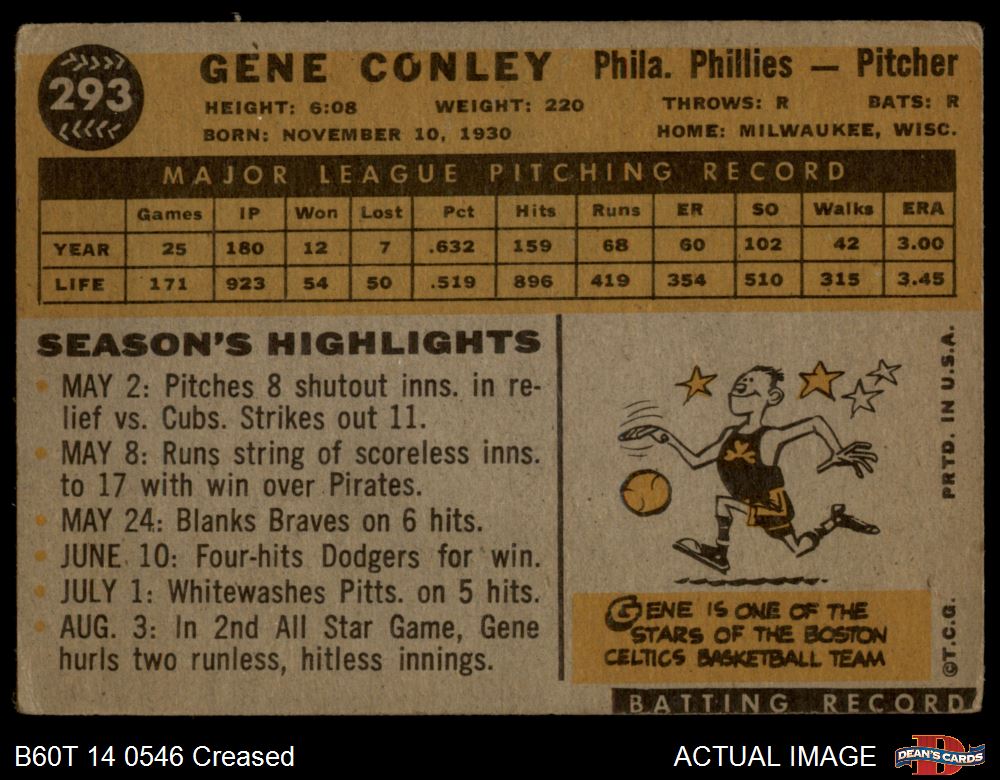 293
GENE CONLEY Phila. Phillies — Pitcher
HEIGHT: 6:08 WEIGHT: 220 THROWS: R BATS: R
BORN: NOVEMBER 10, 1930 HOME: MILWAUKEE, WISC.
MAJOR LEAGUE PITCHING RECORD
Games IP Won Lost Pct Hits Runs ER SO Walks ERA
YEAR 25 180 12 7 .632 159 68 60 102 42 3.00
LIFE 171 923 54 50 .519 896 419 354 510 315 3.45
SEASON'S HIGHLIGHTS
MAY 2: Pitches 8 shutout inns. in re-
lief vs. Cubs. Strikes out 11.
MAY 8: Runs string of scoreless inns.
to 17 with win over Pirates.
MAY 24: Blanks Braves on 6 hits.
JUNE 10: Four-hits Dodgers for win.
JULY 1: Whitewashes Pitts. on 5 hits.
AUG. 3: In 2nd All Star Game, Gene
hurls two runless, hitless innings.
GENE IS ONE OF THE
STARS OF THE BOSTON
CELTICS BASKETBALL TEAM
©T.C.G. PRTD. IN U.S.A.
BATTING RECORD
B60T 14 0546 Creased ACTUAL IMAGE
D
DEAN'S CARDS